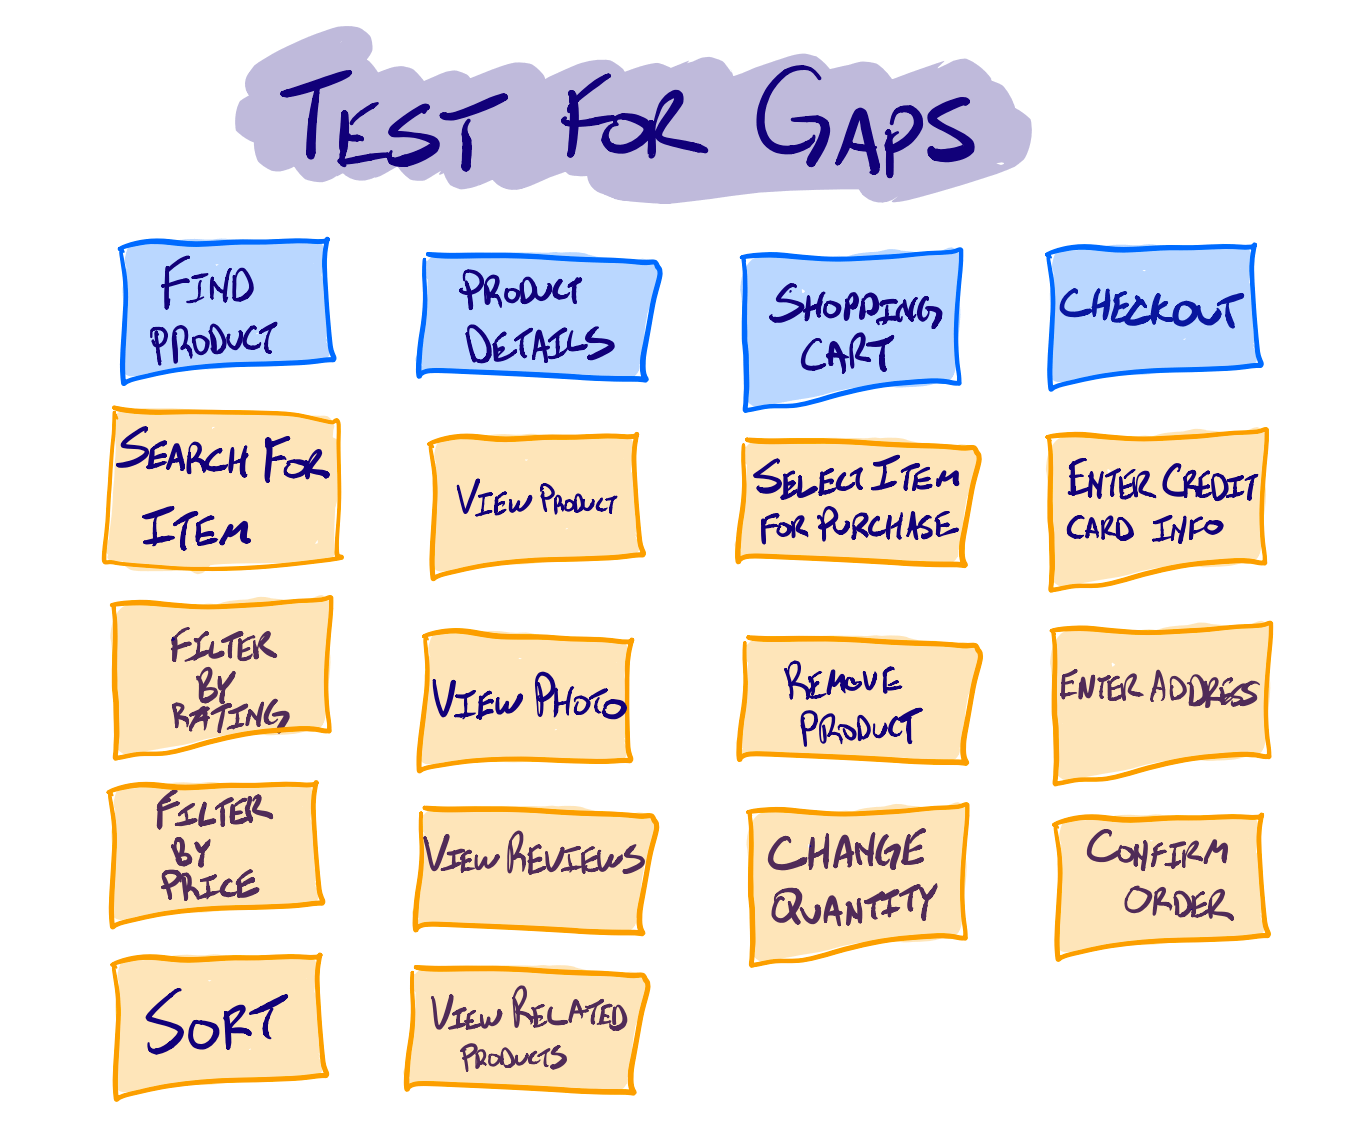 TEST FOR GAPS
FIND
PRODUCT
PRODUCT
DETAILS
SHOPPING
CART
CHECKOUT
SEARCH FOR
ITEM
VIEW PRODUCT
SELECT ITEM
FOR PURCHASE
ENTER CREDIT
CARD INFO
FILTER
BY
RATING
VIEW PHOTO
REMOVE
PRODUCT
ENTER ADDRESS
FILTER
BY
PRICE
VIEW REVIEWS
CHANGE
QUANTITY
CONFIRM
ORDER
SORT
VIEW RELATED
PRODUCTS